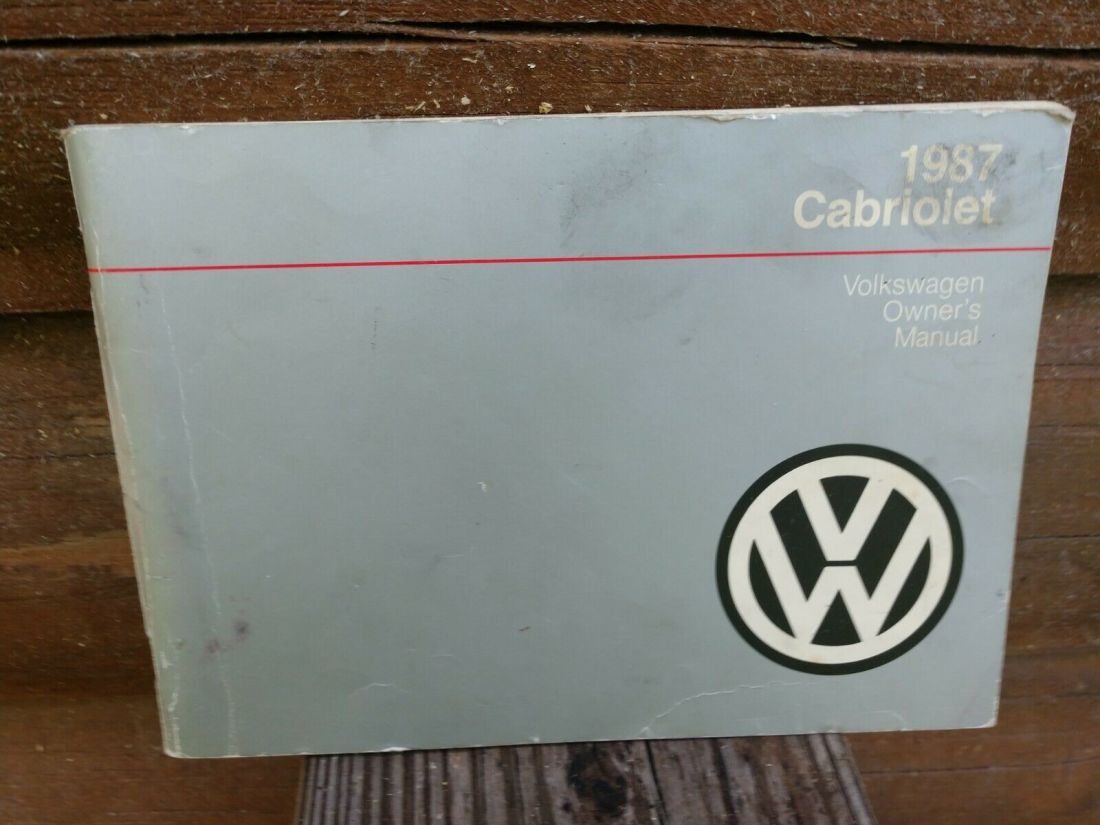 1987
Cabriolet
Volkswagen
Owner's
Manual
VW